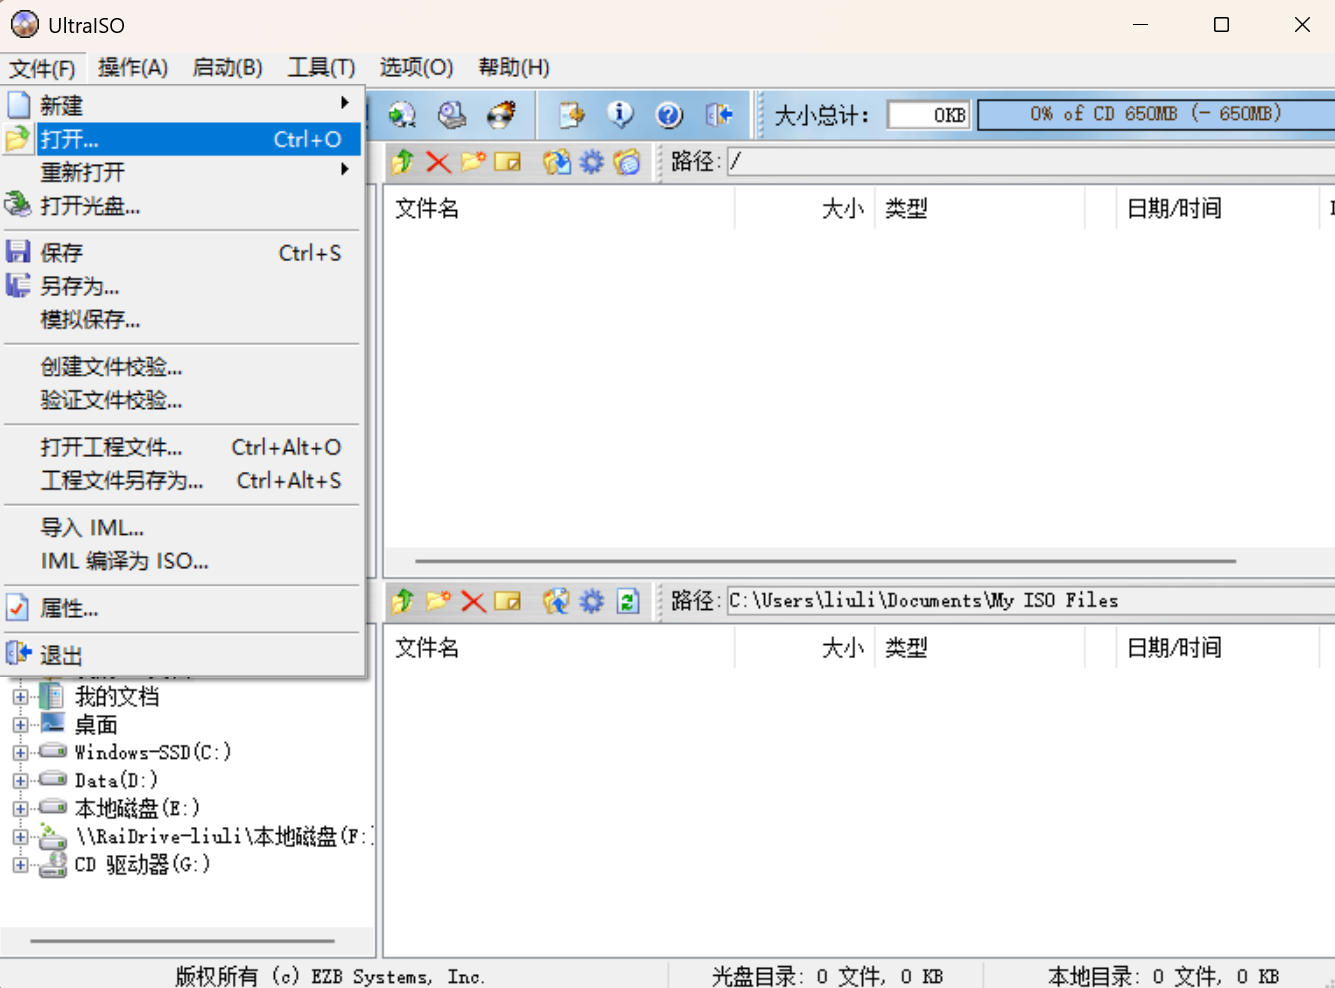 UltraISO
文件(F) 操作(A) 启动(B) 工具(T) 选项(O) 帮助(H)
新建
打开... Ctrl+O
重新打开
打开光盘...
保存 Ctrl+S
另存为...
模拟保存...
创建文件校验...
验证文件校验...
打开工程文件... Ctrl+Alt+O
工程文件另存为... Ctrl+Alt+S
导入 IML...
IML 编译为 ISO...
属性...
退出
大小总计: 0KB 0% of CD 650MB (- 650MB)
路径: /
文件名 大小 类型 日期/时间
路径: C:\Users\liuli\Documents\My ISO Files
文件名 大小 类型 日期/时间
我的文档
桌面
Windows-SSD(C:)
Data(D:)
本地磁盘(E:)
\\RaiDrive-liuli\本地磁盘(F:)
CD 驱动器(G:)
版权所有 (c) EZB Systems, Inc. 光盘目录: 0 文件, 0 KB 本地目录: 0 文件, 0 KB